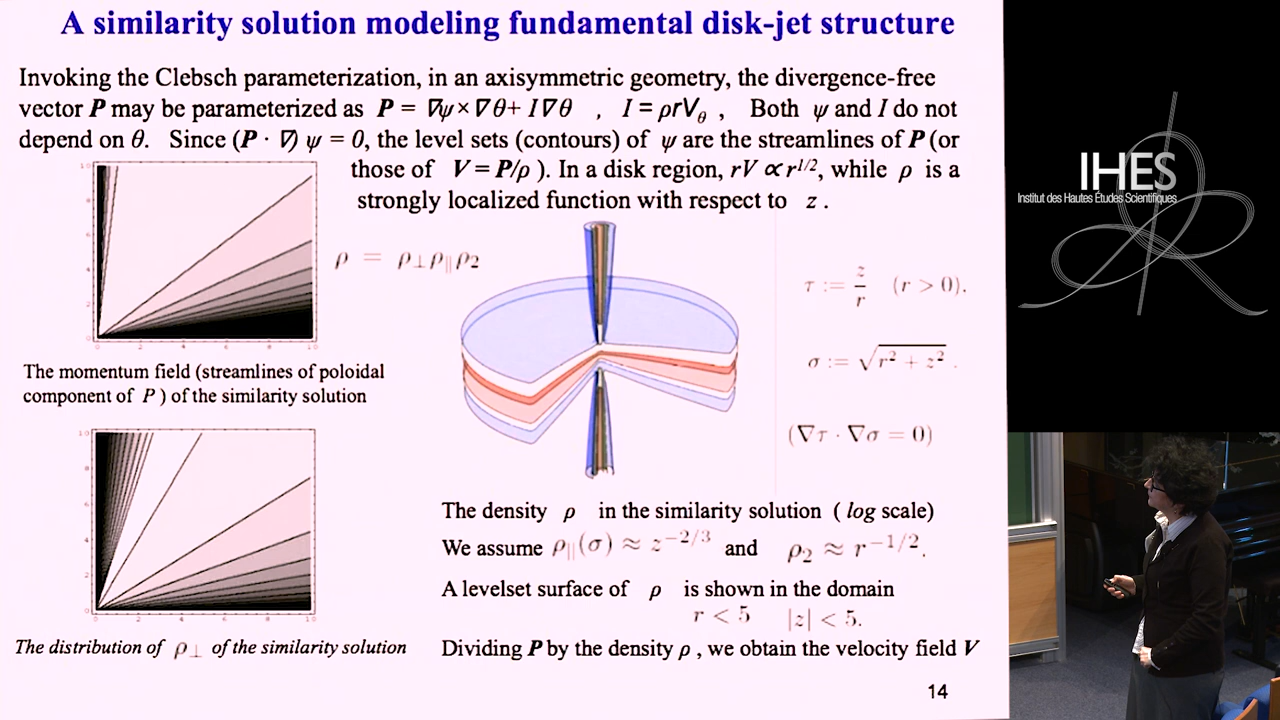 A similarity solution modeling fundamental disk-jet structure
Invoking the Clebsch parameterization, in an axisymmetric geometry, the divergence-free
vector P may be parameterized as P = ∇ψ×∇θ+ I∇θ , I = ρrVθ , Both ψ and I do not
depend on θ. Since (P · ∇) ψ = 0, the level sets (contours) of ψ are the streamlines of P (or
those of V = P/ρ ). In a disk region, rV ∝ r^1/2, while ρ is a
strongly localized function with respect to z .
ρ = ρ⊥ρ∥ρ2
τ := z/r (r > 0).
σ := √(r² + z²) .
(∇τ · ∇σ = 0)
The momentum field (streamlines of poloidal
component of P ) of the similarity solution
The distribution of ρ⊥ of the similarity solution
The density ρ in the similarity solution ( log scale)
We assume ρ∥(σ) ≈ z^−2/3 and ρ2 ≈ r^−1/2.
A levelset surface of ρ is shown in the domain
r < 5 |z| < 5.
Dividing P by the density ρ , we obtain the velocity field V
14
IHES
Institut des Hautes Études Scientifiques